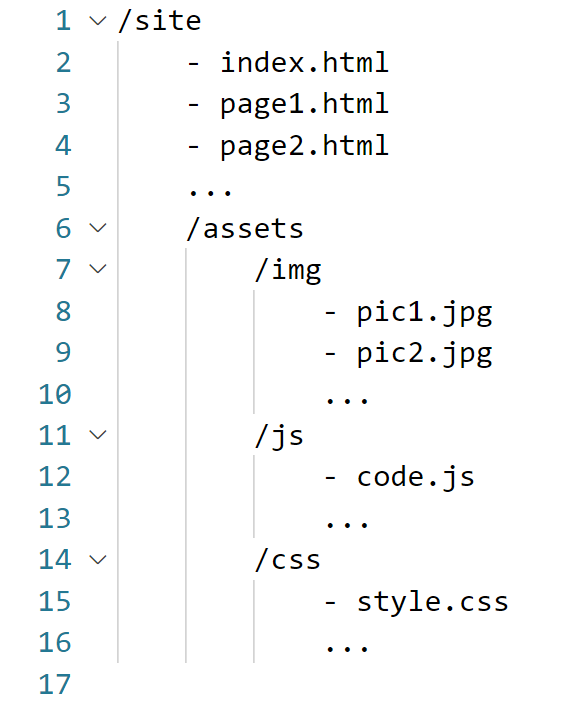 1 /site
2 - index.html
3 - page1.html
4 - page2.html
5 ...
6 /assets
7 /img
8 - pic1.jpg
9 - pic2.jpg
10 ...
11 /js
12 - code.js
13 ...
14 /css
15 - style.css
16 ...
17